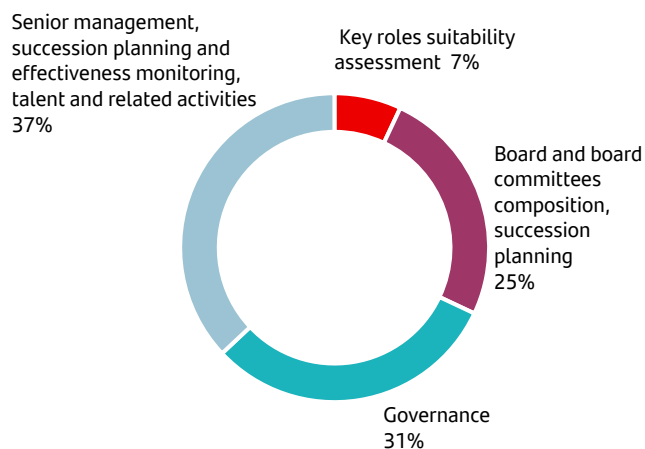 Senior management,
succession planning and
effectiveness monitoring,
talent and related activities
37%
Key roles suitability
assessment 7%
Board and board
committees
composition,
succession
planning
25%
Governance
31%